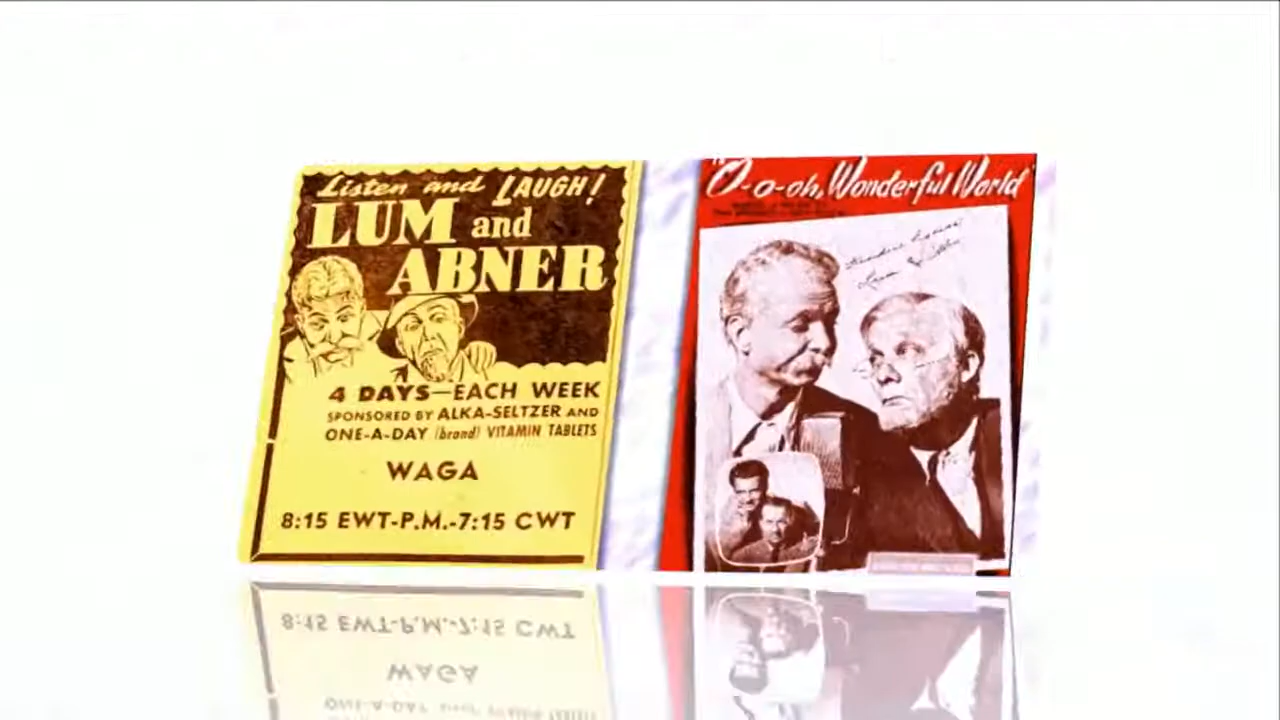 Listen and LAUGH!
LUM and
ABNER
4 DAYS—EACH WEEK
SPONSORED BY ALKA-SELTZER AND
ONE-A-DAY (brand) VITAMIN TABLETS
WAGA
8:15 EWT-P.M.-7:15 CWT
"O-o-oh, Wonderful World